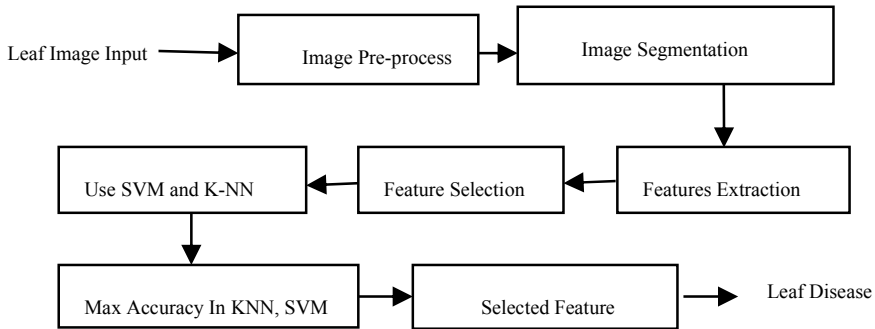 Leaf Image Input
Image Pre-process
Image Segmentation
Features Extraction
Feature Selection
Use SVM and K-NN
Max Accuracy In KNN, SVM
Selected Feature
Leaf Disease